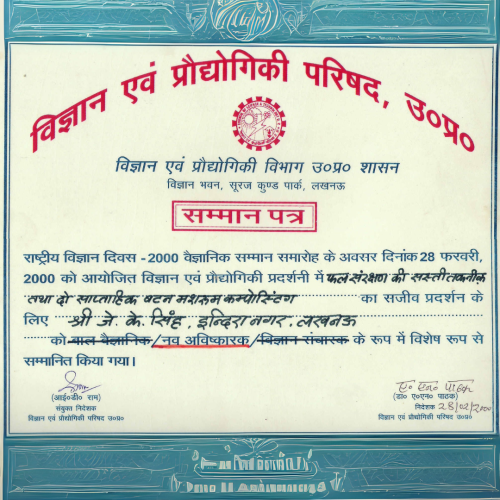 विज्ञान एवं प्रौद्योगिकी परिषद, उ०प्र०
विज्ञान एवं प्रौद्योगिकी विभाग उ०प्र० शासन
विज्ञान भवन, सूरज कुण्ड पार्क, लखनऊ
सम्मान पत्र
राष्ट्रीय विज्ञान दिवस - 2000 वैज्ञानिक सम्मान समारोह के अवसर दिनांक 28 फरवरी,
2000 को आयोजित विज्ञान एवं प्रौद्योगिकी प्रदर्शनी में फल संरक्षण की सस्ती तकनीक
तथा दो साप्ताहिक बटन मशरूम कम्पोस्टिंग का सजीव प्रदर्शन के
लिए श्री जे. के. सिंह, इन्दिरा नगर, लखनऊ
को बाल वैज्ञानिक/नव अविष्कारक/विज्ञान संचारक के रूप में विशेष रूप से
सम्मानित किया गया।
ए० एन० पाठक
(आई०डी० राम) (डा० ए०एन० पाठक)
संयुक्त निदेशक निदेशक 28/02/2000
विज्ञान एवं प्रौद्योगिकी परिषद उ०प्र० विज्ञान एवं प्रौद्योगिकी परिषद उ०प्र०